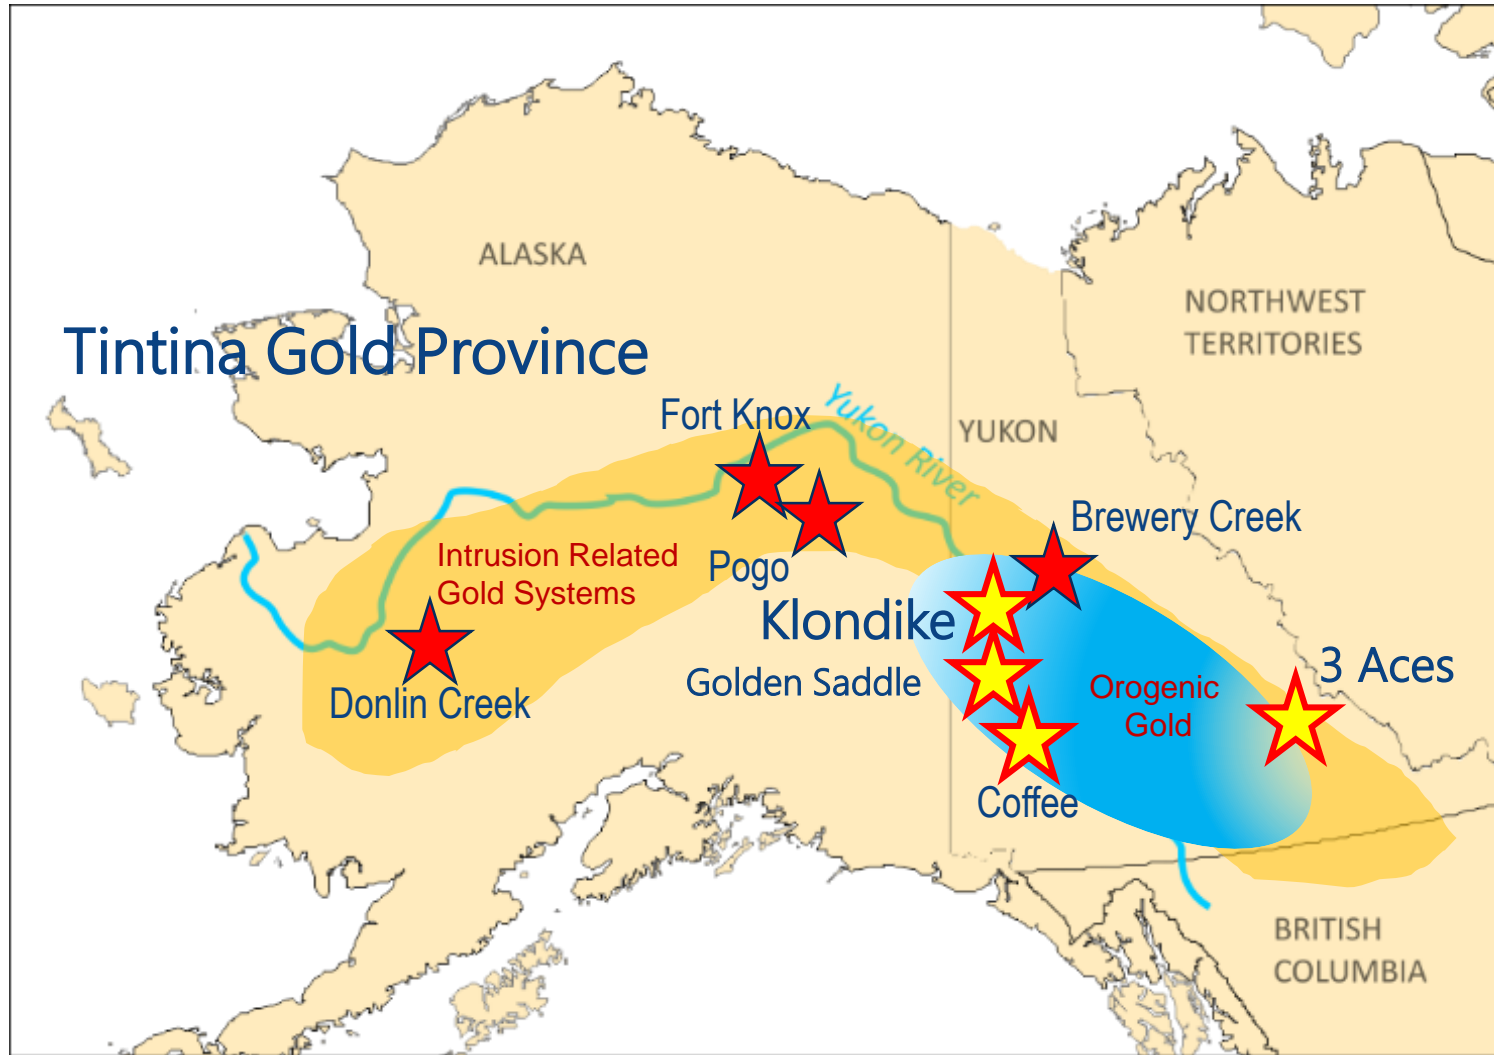 ALASKA
NORTHWEST
TERRITORIES
Tintina Gold Province
Fort Knox
Yukon River
YUKON
Brewery Creek
Intrusion Related
Gold Systems
Pogo
Klondike
3 Aces
Golden Saddle
Orogenic
Gold
Donlin Creek
Coffee
BRITISH
COLUMBIA